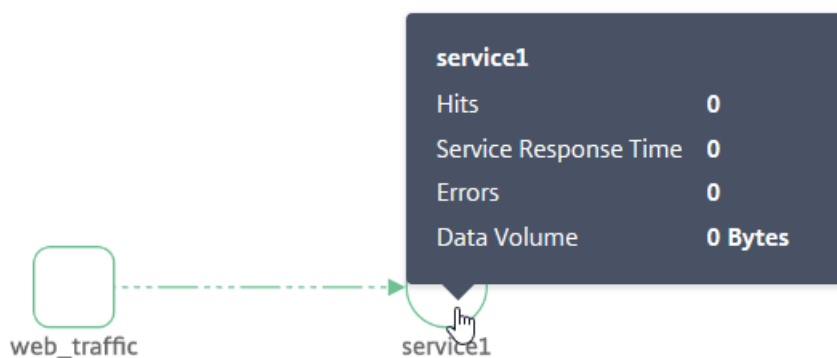 service1
Hits 0
Service Response Time 0
Errors 0
Data Volume 0 Bytes
web_traffic
service1